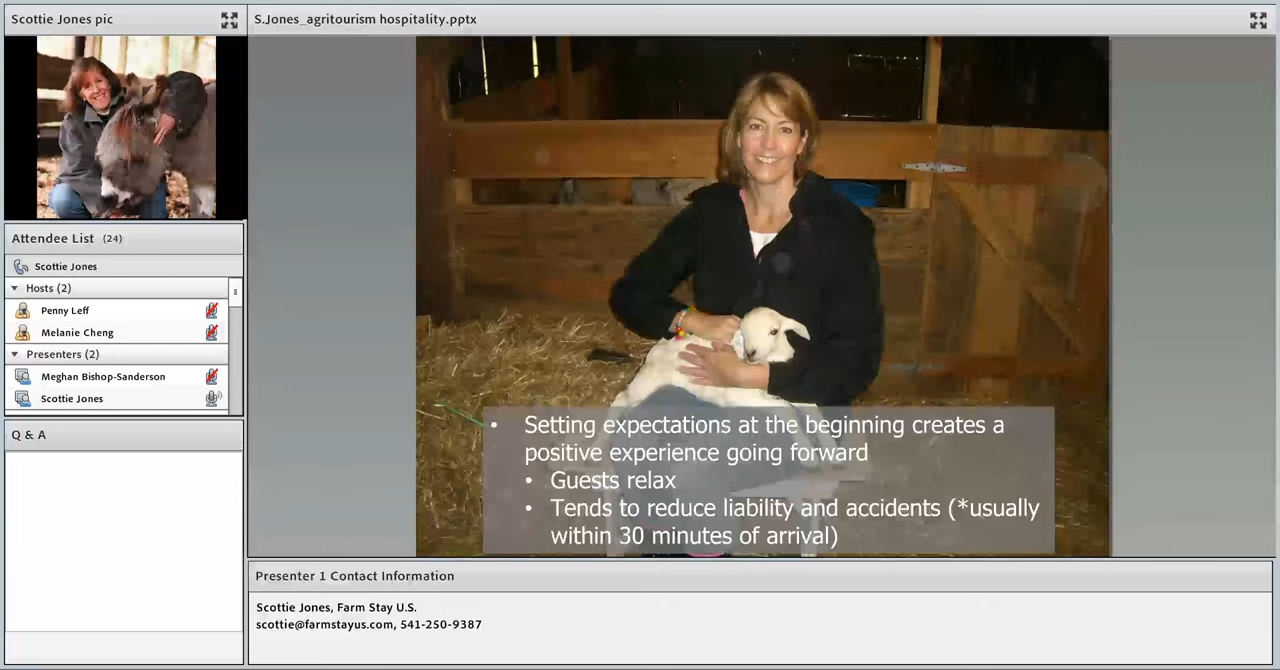 Scottie Jones pic
S.Jones_agritourism hospitality.pptx
Attendee List (24)
Scottie Jones
Hosts (2)
Penny Leff
Melanie Cheng
Presenters (2)
Meghan Bishop-Sanderson
Scottie Jones
Q & A
• Setting expectations at the beginning creates a
positive experience going forward
• Guests relax
• Tends to reduce liability and accidents (*usually
within 30 minutes of arrival)
Presenter 1 Contact Information
Scottie Jones, Farm Stay U.S.
scottie@farmstayus.com, 541-250-9387